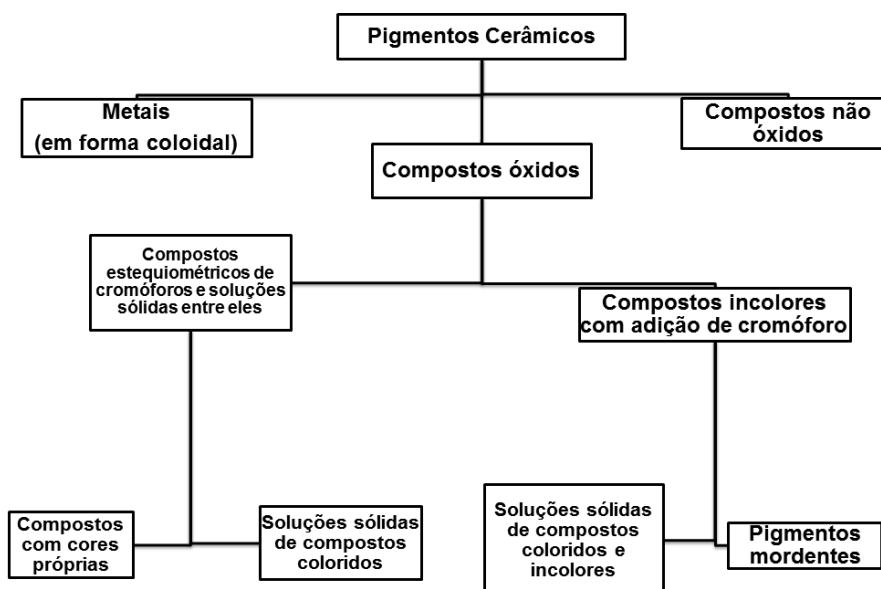 Pigmentos Cerâmicos
Metais
(em forma coloidal)
Compostos não
óxidos
Compostos óxidos
Compostos
estequiométricos de
cromóforos e soluções
sólidas entre eles
Compostos incolores
com adição de cromóforo
Compostos
com cores
próprias
Soluções sólidas
de compostos
coloridos
Soluções sólidas
de compostos
coloridos e
incolores
Pigmentos
mordentes